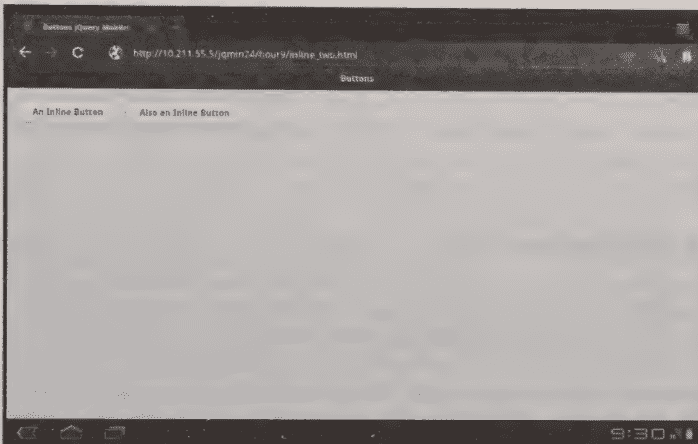 Buttons jQuery Mobile
http://10.211.55.5/jqmin24/hour9/inline_two.html
Buttons
An Inline Button Also an Inline Button
9:30